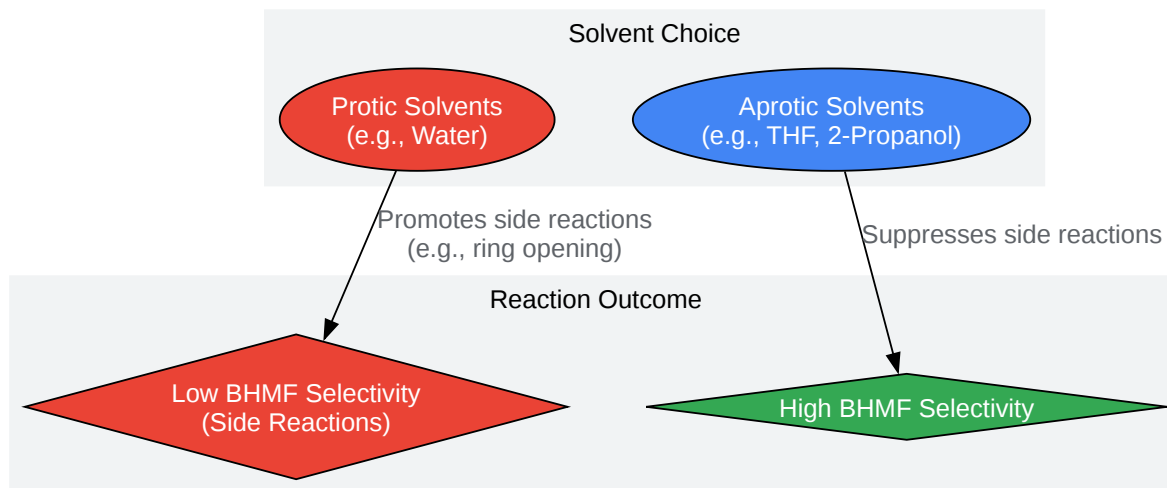 Solvent Choice
Protic Solvents
(e.g., Water)
Aprotic Solvents
(e.g., THF, 2-Propanol)
Promotes side reactions
(e.g., ring opening)
Suppresses side reactions
Reaction Outcome
Low BHMF Selectivity
(Side Reactions)
High BHMF Selectivity